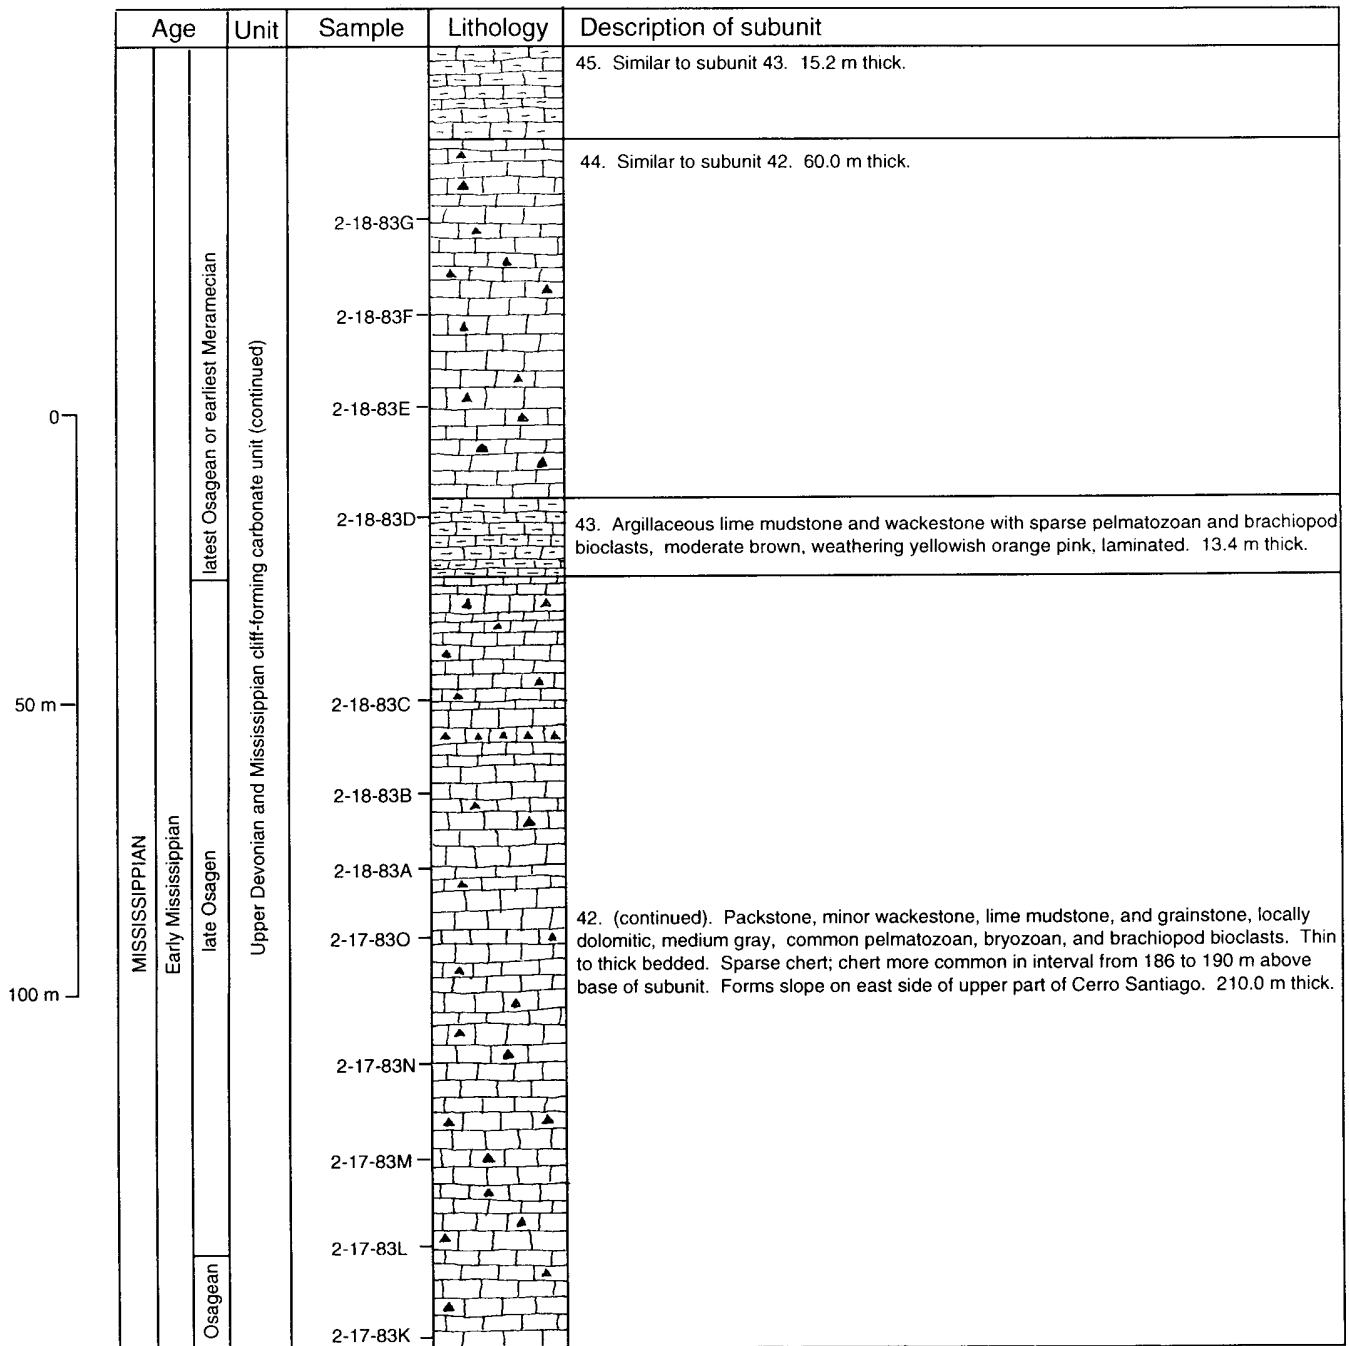 Age Unit Sample Lithology Description of subunit
45. Similar to subunit 43. 15.2 m thick.
44. Similar to subunit 42. 60.0 m thick.
2-18-83G
2-18-83F
2-18-83E
0
2-18-83D
43. Argillaceous lime mudstone and wackestone with sparse pelmatozoan and brachiopod
bioclasts, moderate brown, weathering yellowish orange pink, laminated. 13.4 m thick.
latest Osagean or earliest Meramecian
Upper Devonian and Mississippian cliff-forming carbonate unit (continued)
50 m
2-18-83C
2-18-83B
2-18-83A
MISSISSIPPIAN
Early Mississippian
late Osagen
2-17-83O
42. (continued). Packstone, minor wackestone, lime mudstone, and grainstone, locally
dolomitic, medium gray, common pelmatozoan, bryozoan, and brachiopod bioclasts. Thin
to thick bedded. Sparse chert; chert more common in interval from 186 to 190 m above
base of subunit. Forms slope on east side of upper part of Cerro Santiago. 210.0 m thick.
100 m
2-17-83N
2-17-83M
2-17-83L
Osagean
2-17-83K